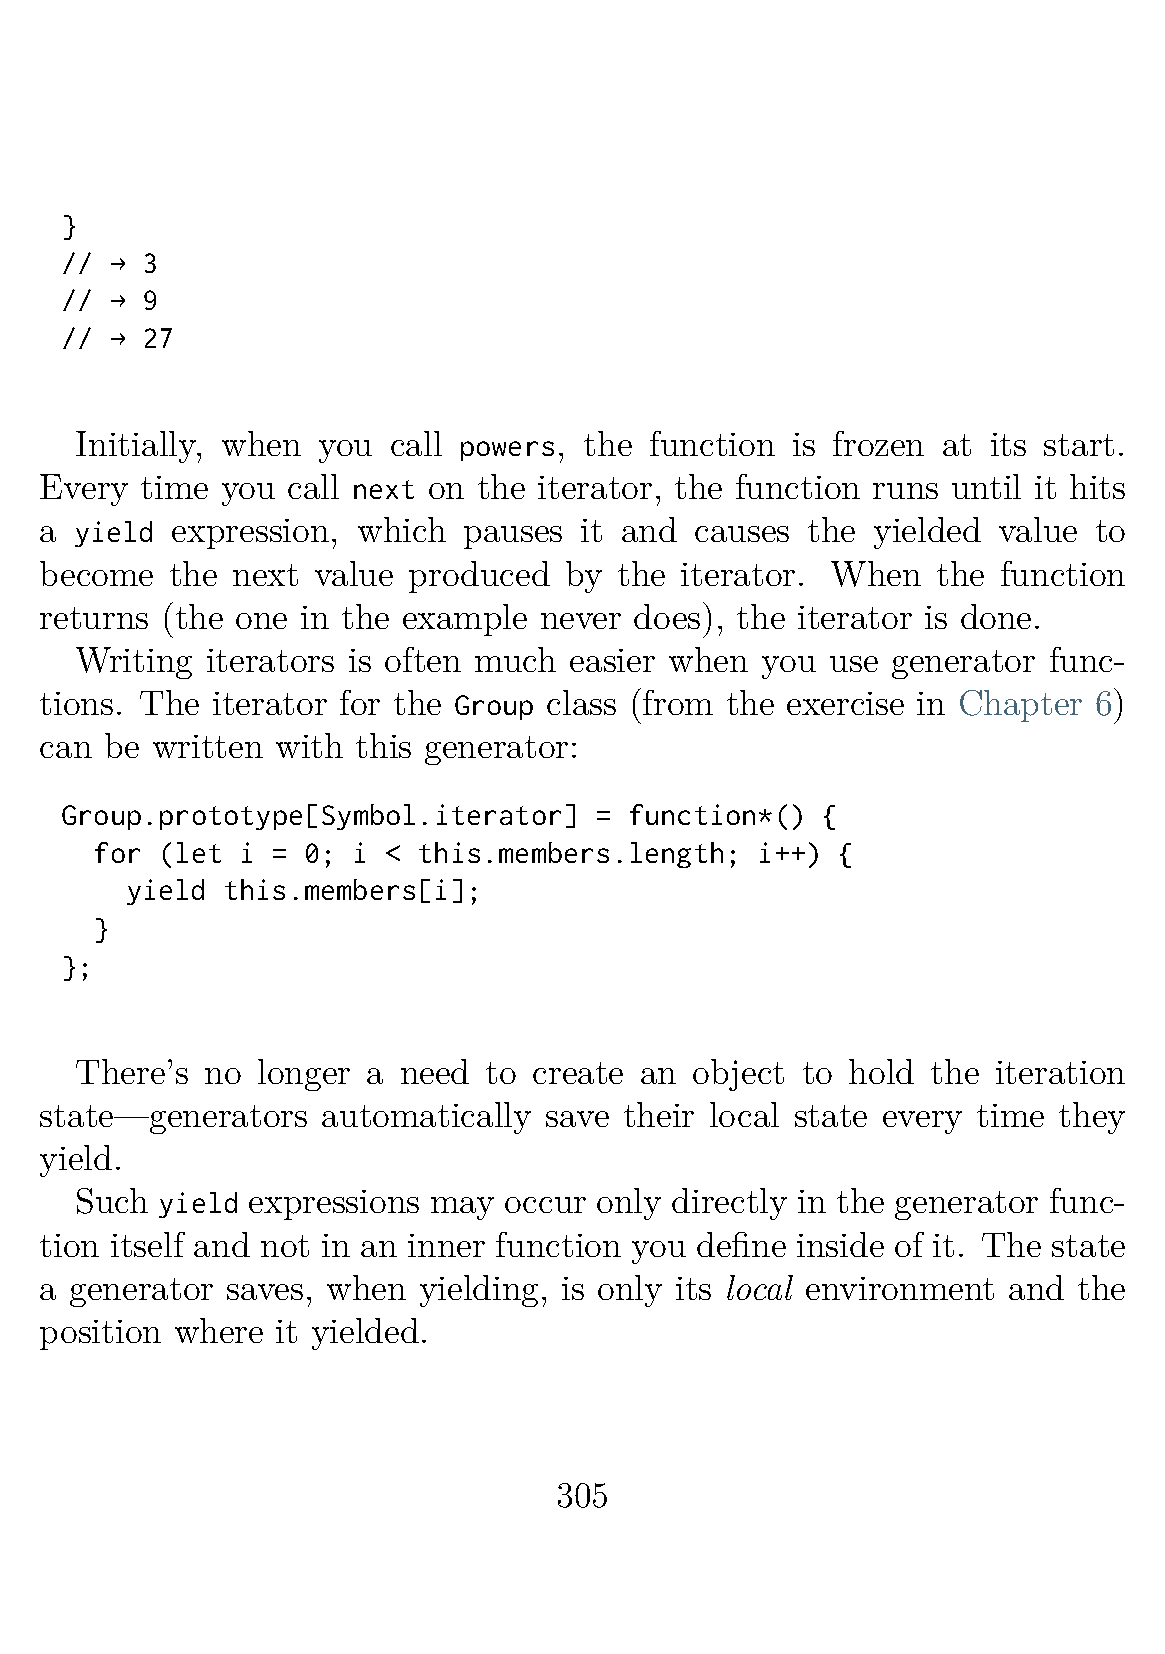 }
// → 3
// → 9
// → 27
Initially, when you call powers, the function is frozen at its start.
Every time you call next on the iterator, the function runs until it hits
a yield expression, which pauses it and causes the yielded value to
become the next value produced by the iterator. When the function
returns (the one in the example never does), the iterator is done.
Writing iterators is often much easier when you use generator func-
tions. The iterator for the Group class (from the exercise in Chapter 6)
can be written with this generator:
Group.prototype[Symbol.iterator] = function*() {
  for (let i = 0; i < this.members.length; i++) {
    yield this.members[i];
  }
};
There's no longer a need to create an object to hold the iteration
state—generators automatically save their local state every time they
yield.
Such yield expressions may occur only directly in the generator func-
tion itself and not in an inner function you define inside of it. The state
a generator saves, when yielding, is only its local environment and the
position where it yielded.
305